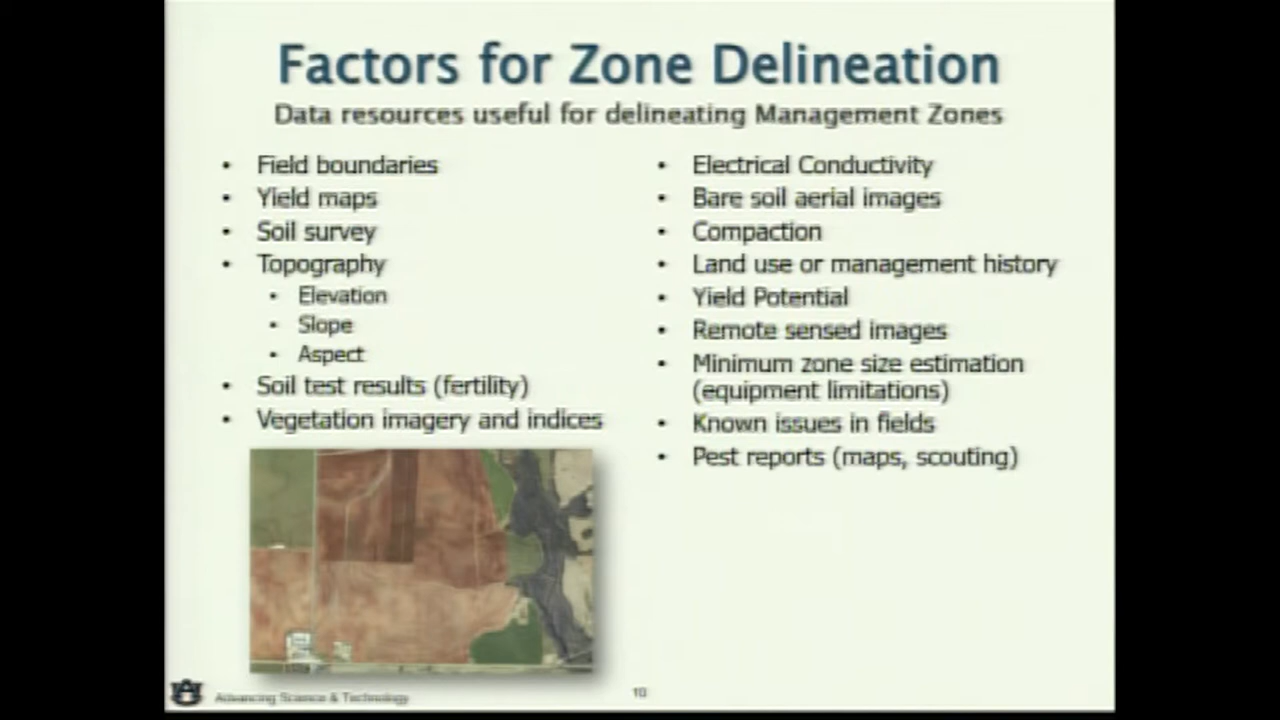 Factors for Zone Delineation
Data resources useful for delineating Management Zones
• Field boundaries
• Yield maps
• Soil survey
• Topography
• Elevation
• Slope
• Aspect
• Soil test results (fertility)
• Vegetation imagery and indices
• Electrical Conductivity
• Bare soil aerial images
• Compaction
• Land use or management history
• Yield Potential
• Remote sensed images
• Minimum zone size estimation
(equipment limitations)
• Known issues in fields
• Pest reports (maps, scouting)
AU
Advancing Science & Technology
10